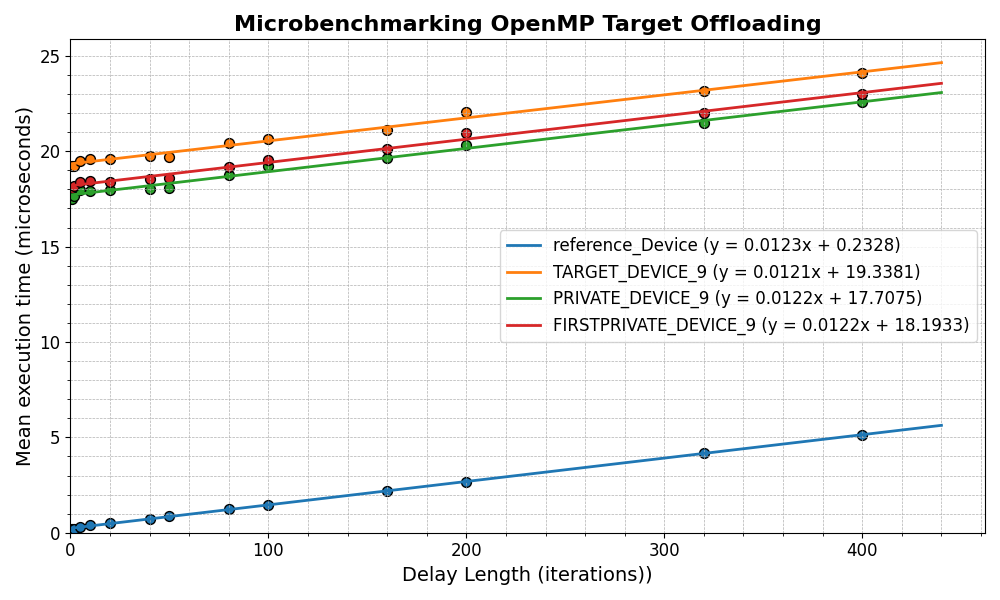 Microbenchmarking OpenMP Target Offloading
Mean execution time (microseconds)
25
20
15
10
5
0
reference_Device (y = 0.0123x + 0.2328)
TARGET_DEVICE_9 (y = 0.0121x + 19.3381)
PRIVATE_DEVICE_9 (y = 0.0122x + 17.7075)
FIRSTPRIVATE_DEVICE_9 (y = 0.0122x + 18.1933)
0 100 200 300 400
Delay Length (iterations))